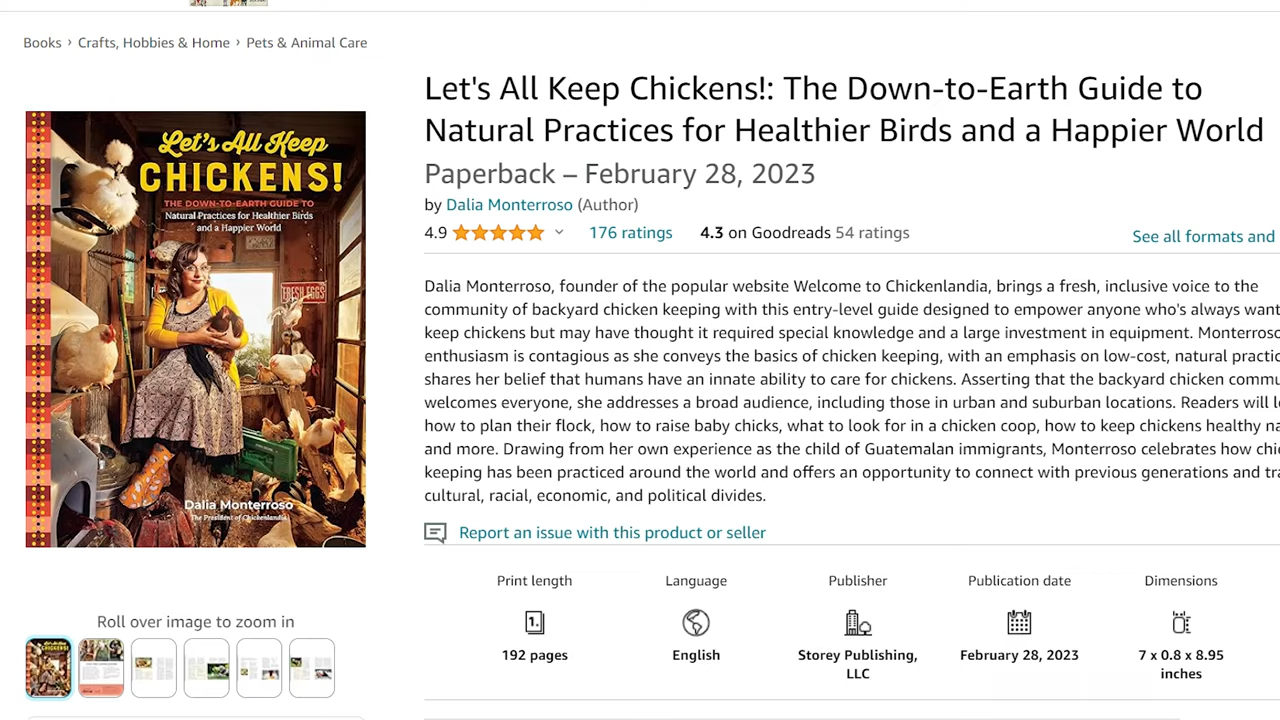 Books › Crafts, Hobbies & Home › Pets & Animal Care
Let's All Keep Chickens!: The Down-to-Earth Guide to
Natural Practices for Healthier Birds and a Happier World
Paperback – February 28, 2023
by Dalia Monterroso (Author)
4.9 176 ratings 4.3 on Goodreads 54 ratings
See all formats and
Let's All Keep
CHICKENS!
THE DOWN-TO-EARTH GUIDE TO
Natural Practices for Healthier Birds
and a Happier World
FRESH EGGS
Dalia Monterroso
The President of Chickenlandia
Dalia Monterroso, founder of the popular website Welcome to Chickenlandia, brings a fresh, inclusive voice to the
community of backyard chicken keeping with this entry-level guide designed to empower anyone who's always want
keep chickens but may have thought it required special knowledge and a large investment in equipment. Monterroso
enthusiasm is contagious as she conveys the basics of chicken keeping, with an emphasis on low-cost, natural practic
shares her belief that humans have an innate ability to care for chickens. Asserting that the backyard chicken commu
welcomes everyone, she addresses a broad audience, including those in urban and suburban locations. Readers will l
how to plan their flock, how to raise baby chicks, what to look for in a chicken coop, how to keep chickens healthy na
and more. Drawing from her own experience as the child of Guatemalan immigrants, Monterroso celebrates how chi
keeping has been practiced around the world and offers an opportunity to connect with previous generations and tra
cultural, racial, economic, and political divides.
Report an issue with this product or seller
Print length Language Publisher Publication date Dimensions
1.
192 pages English Storey Publishing, LLC February 28, 2023 7 x 0.8 x 8.95 inches
Roll over image to zoom in